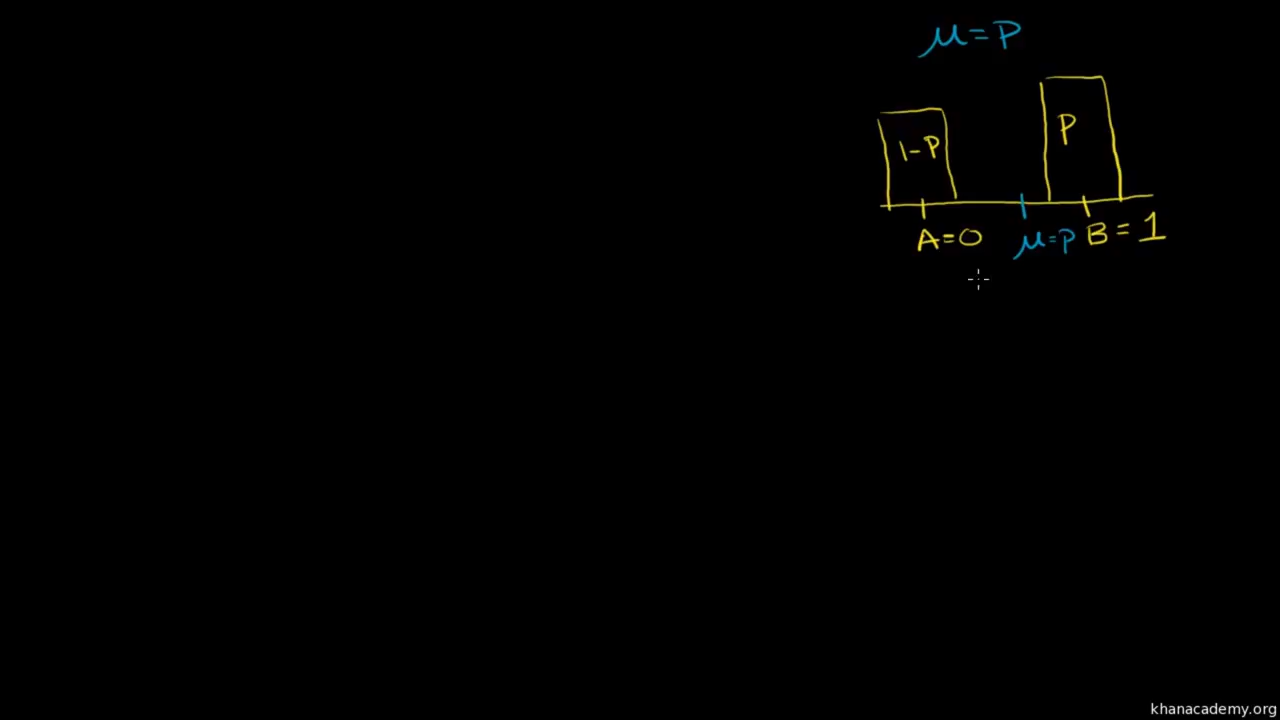 μ=P
1-P
P
A=0 μ=p B=1
khanacademy.org